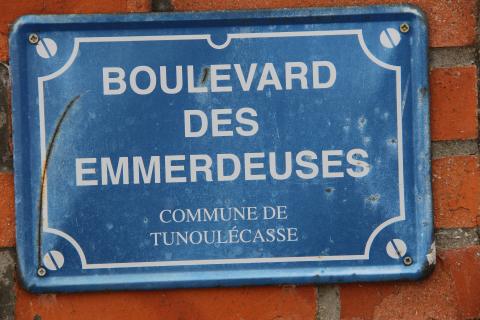 BOULEVARD
DES
EMMERDEUSES
COMMUNE DE
TUNOULÉCASSE